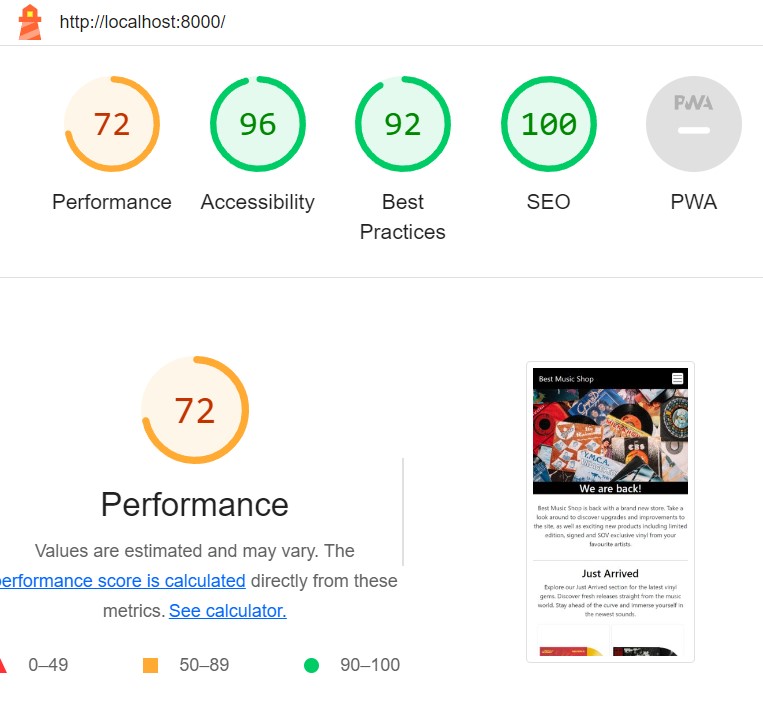 http://localhost:8000/
72
96
92
100
PWA
Performance
Accessibility
Best
Practices
SEO
PWA
72
Performance
Values are estimated and may vary. The
performance score is calculated directly from these
metrics. See calculator.
0–49
50–89
90–100
Best Music Shop
Y.M.C.A.
CBS
We are back!
Best Music Shop is back with a brand new store. Take a
look around to discover upgrades and improvements to
the site, as well as exciting new products including limited
edition, signed and SOV exclusive vinyl from your
favourite artists.
Just Arrived
Explore our Just Arrived section for the latest vinyl
gems. Discover fresh releases straight from the music
world. Stay ahead of the curve and immerse yourself in
the newest sounds.